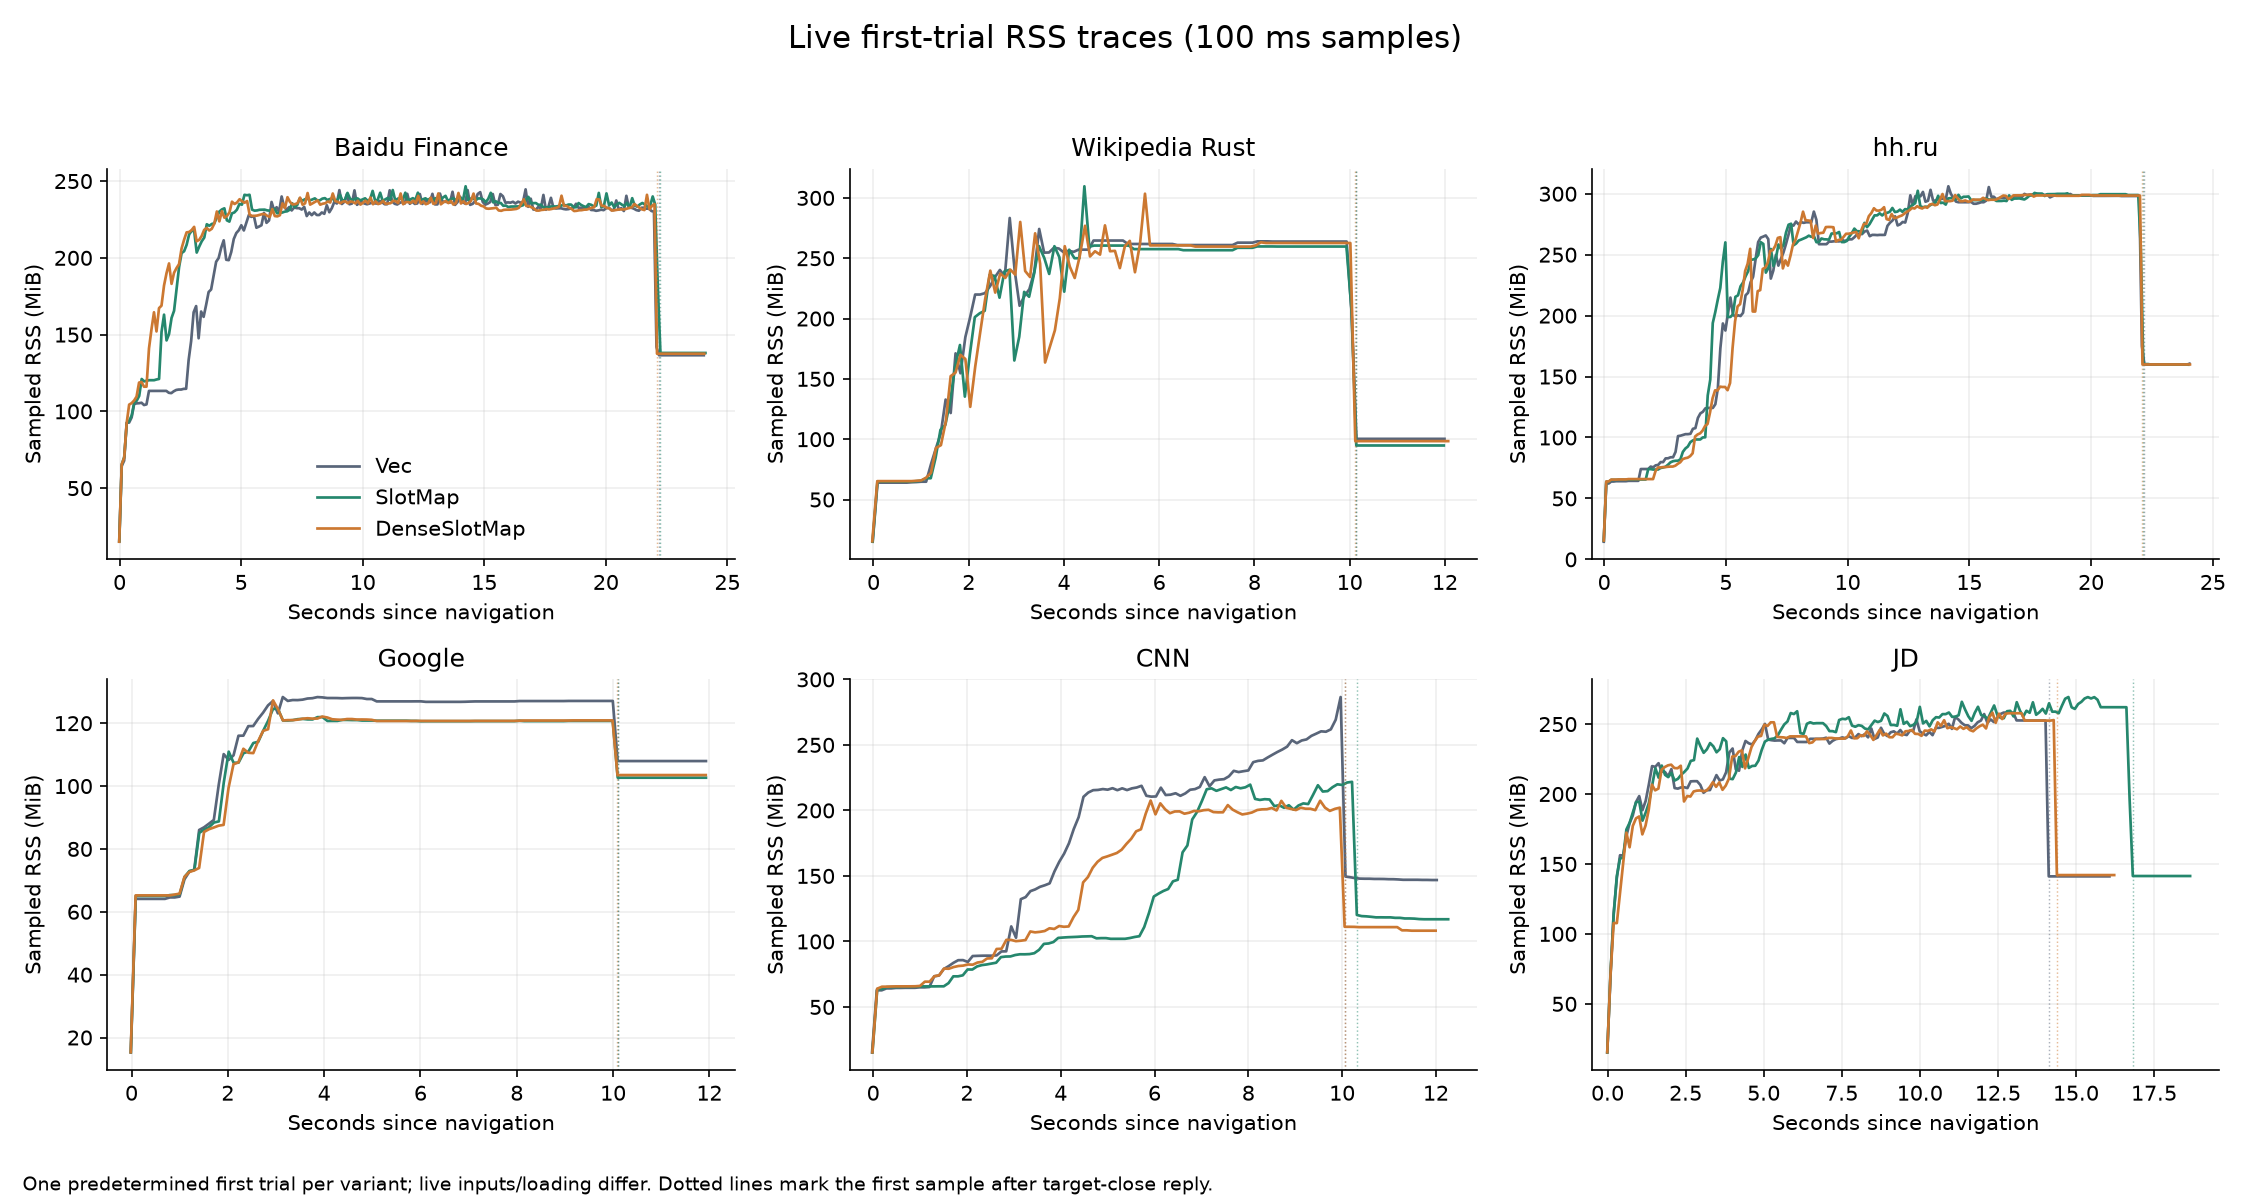 Live first-trial RSS traces (100 ms samples)
Baidu Finance
250
200
150
100
50
Sampled RSS (MiB)
Vec
SlotMap
DenseSlotMap
0 5 10 15 20 25
Seconds since navigation
Wikipedia Rust
300
250
200
150
100
50
Sampled RSS (MiB)
0 2 4 6 8 10 12
Seconds since navigation
hh.ru
300
250
200
150
100
50
0
Sampled RSS (MiB)
0 5 10 15 20 25
Seconds since navigation
Google
120
100
80
60
40
20
Sampled RSS (MiB)
0 2 4 6 8 10 12
Seconds since navigation
CNN
300
250
200
150
100
50
Sampled RSS (MiB)
0 2 4 6 8 10 12
Seconds since navigation
JD
250
200
150
100
50
Sampled RSS (MiB)
0.0 2.5 5.0 7.5 10.0 12.5 15.0 17.5
Seconds since navigation
One predetermined first trial per variant; live inputs/loading differ. Dotted lines mark the first sample after target-close reply.